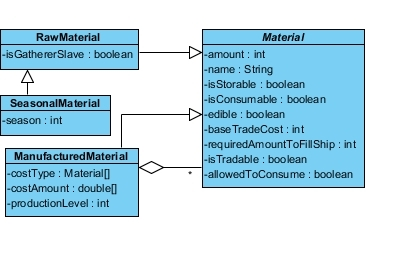 RawMaterial
-isGathererSlave : boolean
SeasonalMaterial
-season : int
ManufacturedMaterial
-costType : Material[]
-costAmount : double[]
-productionLevel : int
*
Material
-amount : int
-name : String
-isStorable : boolean
-isConsumable : boolean
-edible : boolean
-baseTradeCost : int
-requiredAmountToFillShip : int
-isTradable : boolean
-allowedToConsume : boolean